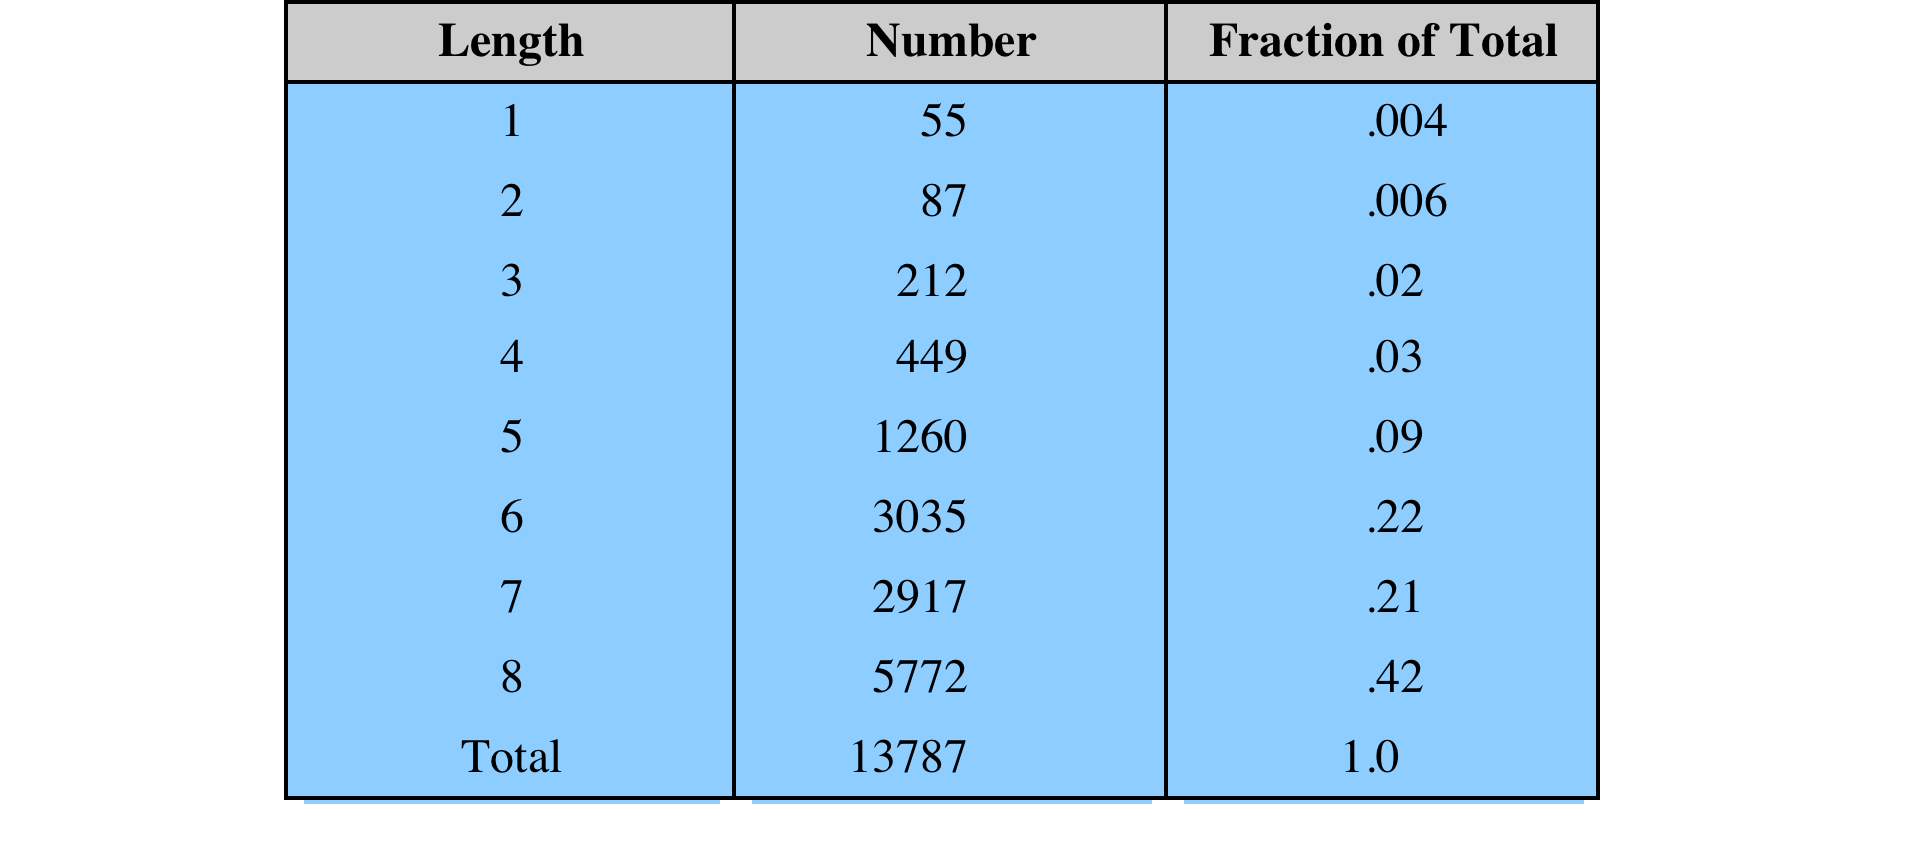 Length Number Fraction of Total
1 55 .004
2 87 .006
3 212 .02
4 449 .03
5 1260 .09
6 3035 .22
7 2917 .21
8 5772 .42
Total 13787 1.0